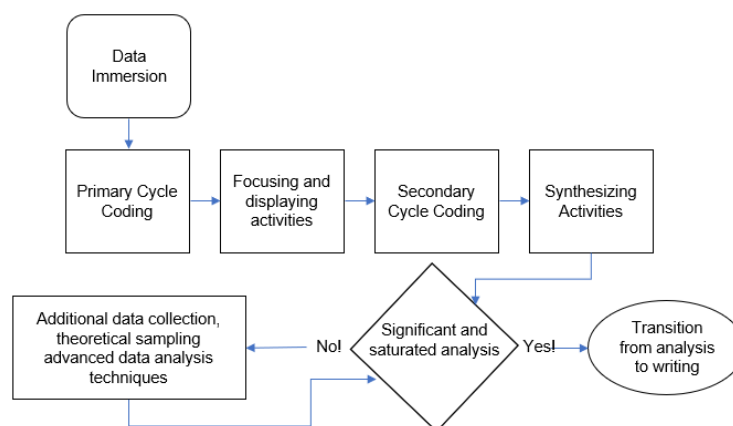 Data
Immersion
Primary Cycle
Coding
Focusing and
displaying
activities
Secondary
Cycle Coding
Synthesizing
Activities
Additional data collection,
theoretical sampling
advanced data analysis
techniques
No!
Significant and
saturated analysis
Yes!
Transition
from analysis
to writing